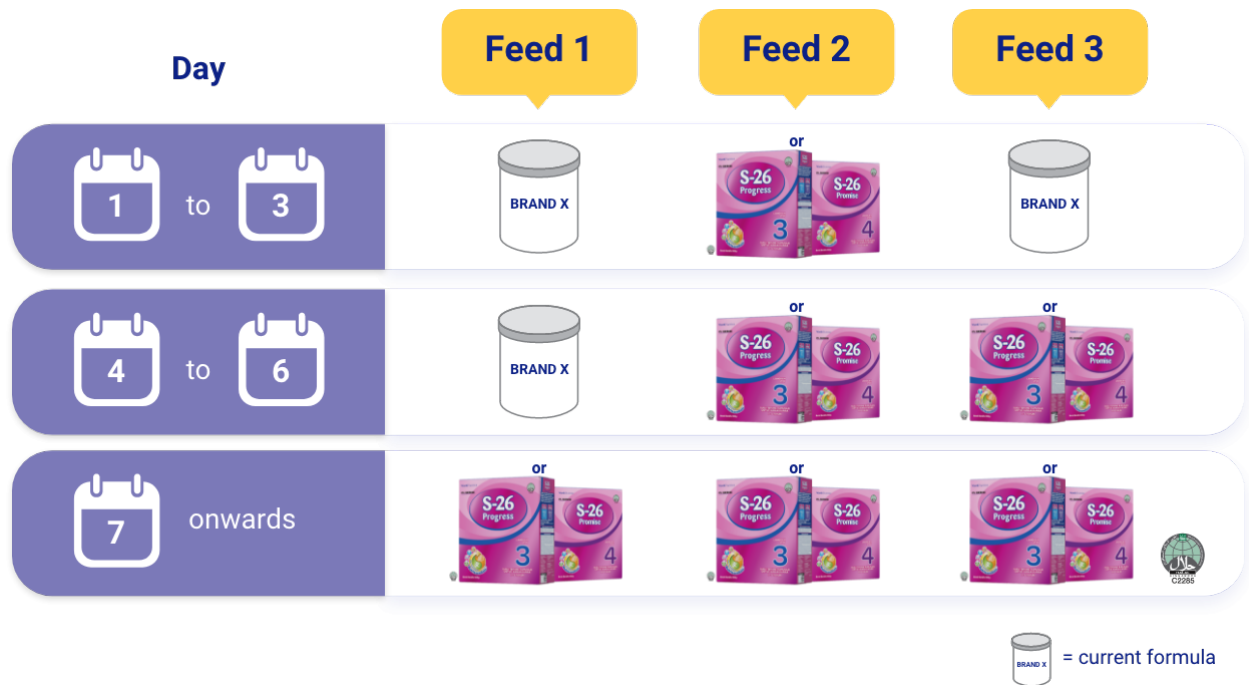 Day
Feed 1
Feed 2
Feed 3
1 to 3
BRAND X
or
S-26
Progress
3
S-26
Promise
4
BRAND X
4 to 6
BRAND X
or
S-26
Progress
3
S-26
Promise
4
or
S-26
Progress
3
S-26
Promise
4
7 onwards
or
S-26
Progress
3
S-26
Promise
4
or
S-26
Progress
3
S-26
Promise
4
or
S-26
Progress
3
S-26
Promise
4
حلال
C2285
BRAND X
= current formula